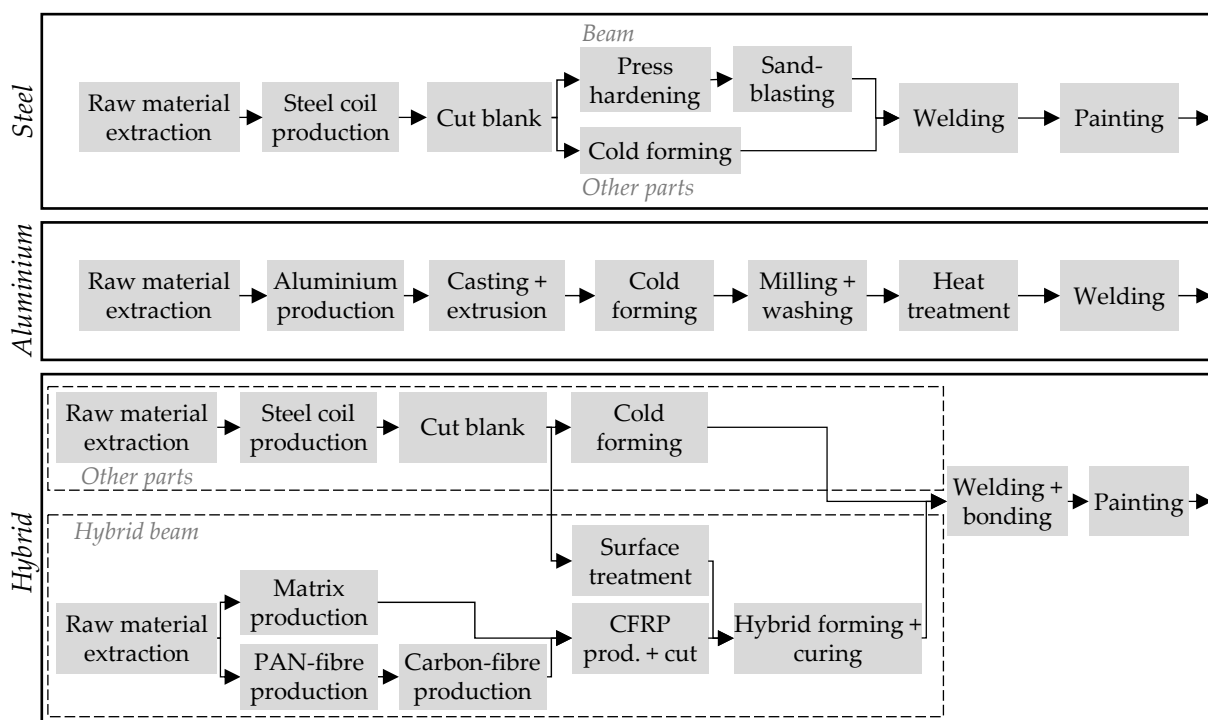 Steel
Beam
Raw material
extraction
Steel coil
production
Cut blank
Press
hardening
Sand-
blasting
Cold forming
Other parts
Welding
Painting
Aluminium
Raw material
extraction
Aluminium
production
Casting +
extrusion
Cold
forming
Milling +
washing
Heat
treatment
Welding
Hybrid
Raw material
extraction
Steel coil
production
Cut blank
Cold
forming
Other parts
Welding +
bonding
Painting
Hybrid beam
Surface
treatment
Raw material
extraction
Matrix
production
PAN-fibre
production
Carbon-fibre
production
CFRP
prod. + cut
Hybrid forming +
curing